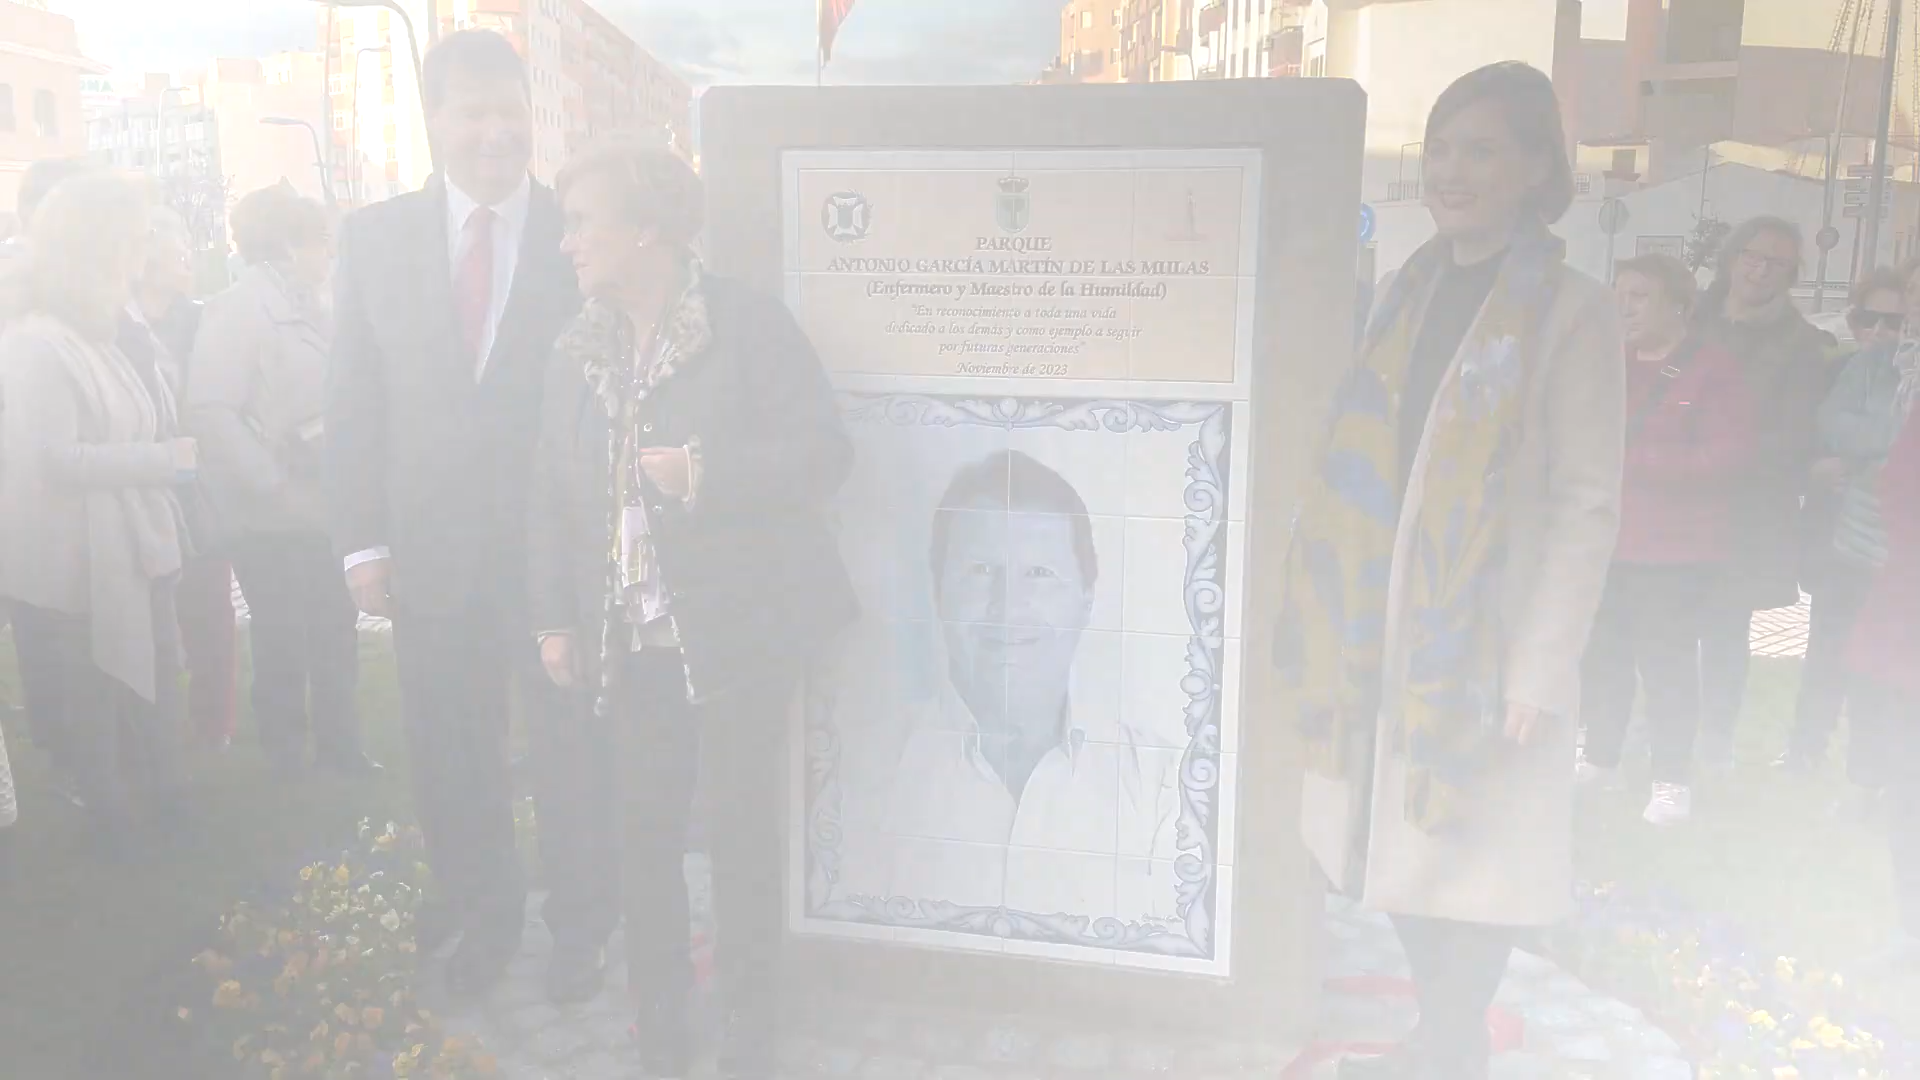 PARQUE
ANTONIO GARCÍA MARTÍN DE LAS MULAS
(Enfermero y Maestro de la Humildad)
"En reconocimiento a toda una vida
dedicado a los demás y como ejemplo a seguir
por futuras generaciones"
Noviembre de 2023